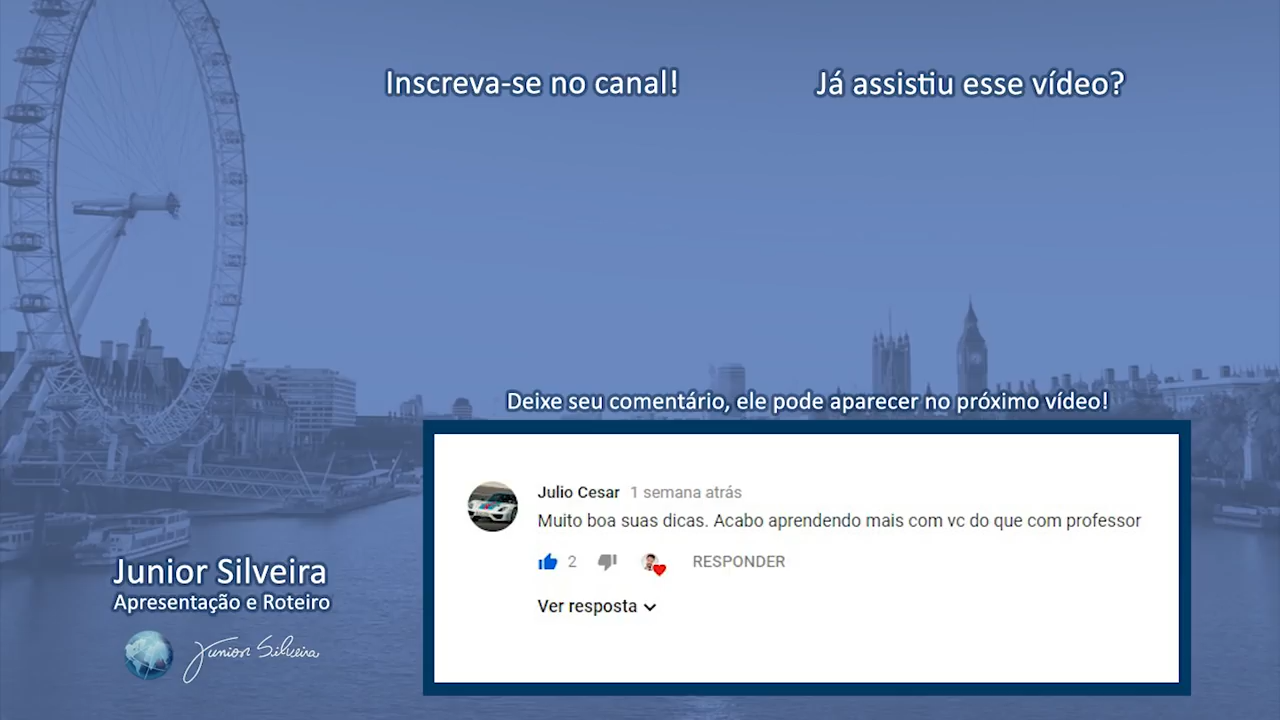 Inscreva-se no canal!
Já assistiu esse vídeo?
Deixe seu comentário, ele pode aparecer no próximo vídeo!
Julio Cesar 1 semana atrás
Muito boa suas dicas. Acabo aprendendo mais com vc do que com professor
2 RESPONDER
Ver resposta
Junior Silveira
Apresentação e Roteiro
Junior Silveira